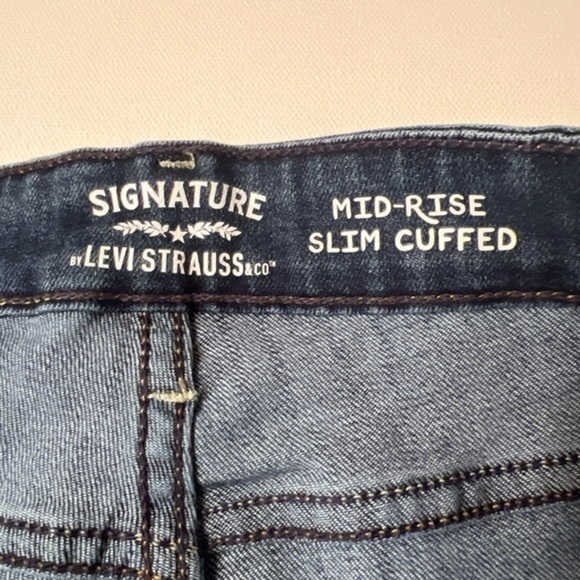 SIGNATURE
BY LEVI STRAUSS & CO™
MID-RISE
SLIM CUFFED